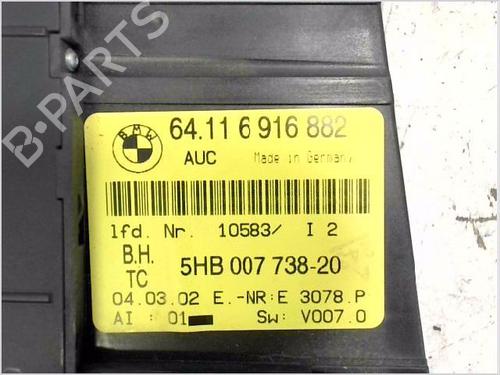 B-PARTS
BMW
64.11 6 916 882
AUC Made in Germany
lfd. Nr. 10583/ I 2
B.H.
TC
5HB 007 738-20
04.03.02 E.-NR:E 3078.P
AI : 01 Sw: V007.0